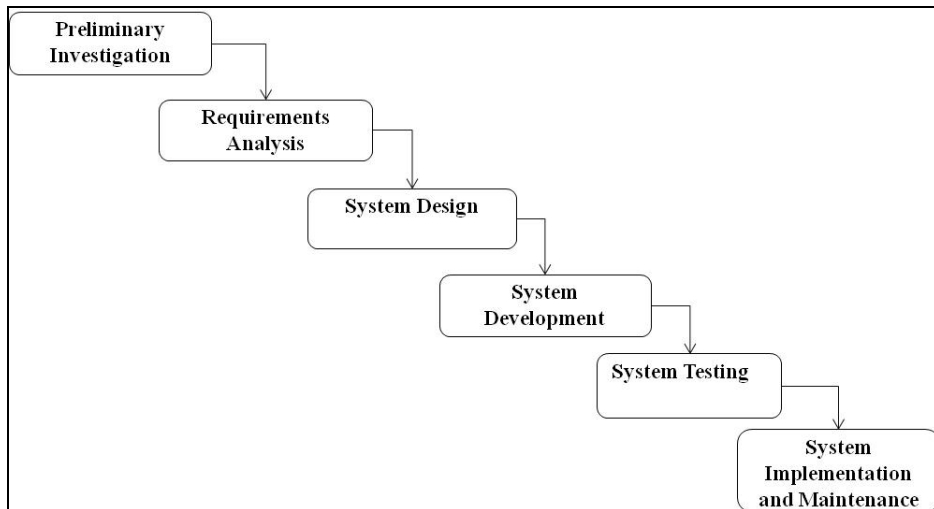 Preliminary
Investigation
Requirements
Analysis
System Design
System
Development
System Testing
System
Implementation
and Maintenance